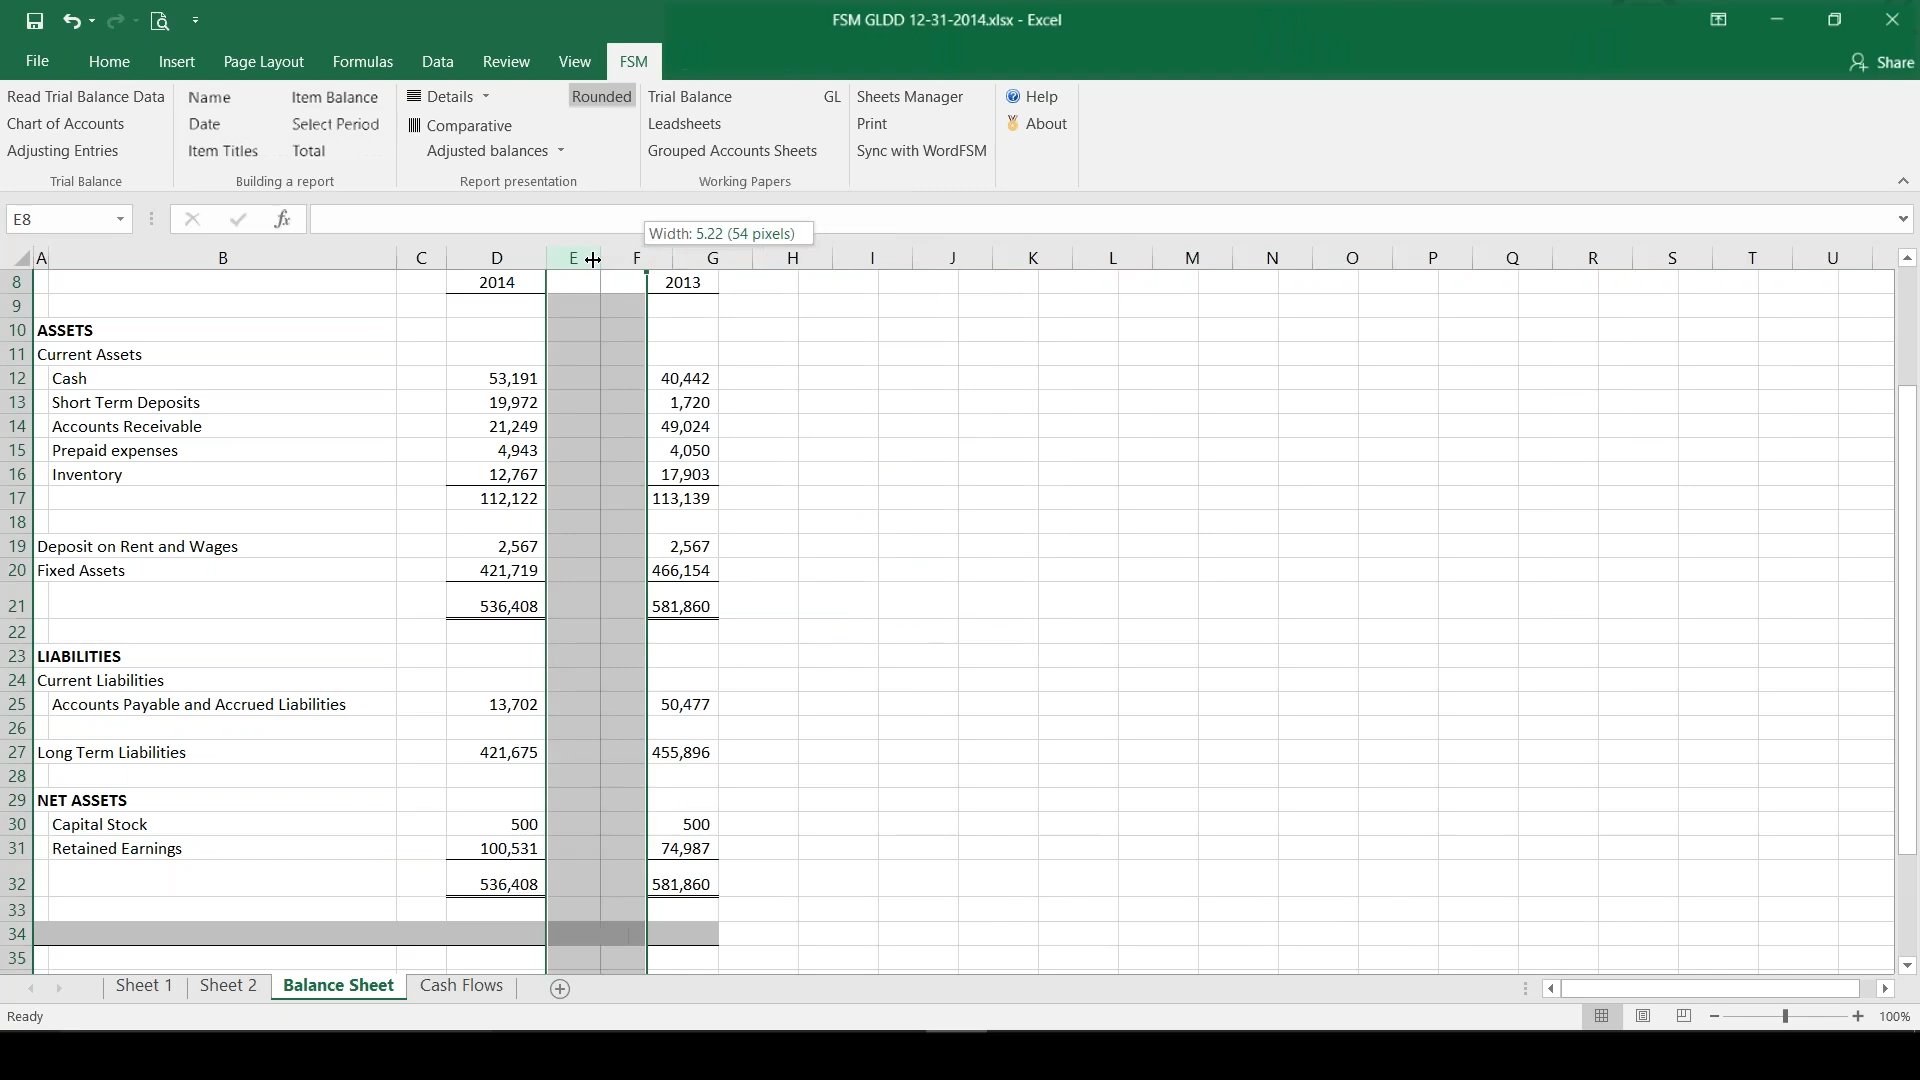 FSM GLDD 12-31-2014.xlsx - Excel
File Home Insert Page Layout Formulas Data Review View FSM Share
Read Trial Balance Data Name Item Balance Details Rounded Trial Balance GL Sheets Manager Help
Chart of Accounts Date Select Period Comparative Leadsheets Print About
Adjusting Entries Item Titles Total Adjusted balances Grouped Accounts Sheets Sync with WordFSM
Trial Balance Building a report Report presentation Working Papers
E8 fx
Width: 5.22 (54 pixels)
A B C D E F G H I J K L M N O P Q R S T U
8 2014 2013
9
10 ASSETS
11 Current Assets
12 Cash 53,191 40,442
13 Short Term Deposits 19,972 1,720
14 Accounts Receivable 21,249 49,024
15 Prepaid expenses 4,943 4,050
16 Inventory 12,767 17,903
17 112,122 113,139
18
19 Deposit on Rent and Wages 2,567 2,567
20 Fixed Assets 421,719 466,154
21 536,408 581,860
22
23 LIABILITIES
24 Current Liabilities
25 Accounts Payable and Accrued Liabilities 13,702 50,477
26
27 Long Term Liabilities 421,675 455,896
28
29 NET ASSETS
30 Capital Stock 500 500
31 Retained Earnings 100,531 74,987
32 536,408 581,860
33
34
35
Sheet 1 Sheet 2 Balance Sheet Cash Flows
Ready 100%